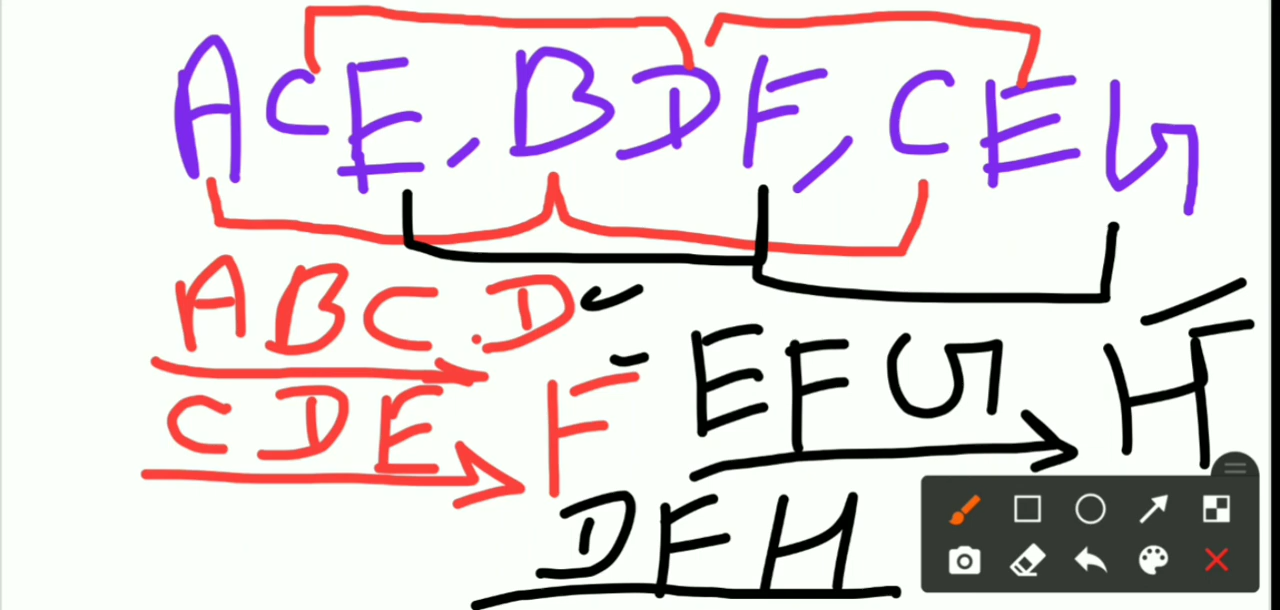 ACE, BDF, CEG
ABC.D
EFG H
CDE F
DFH